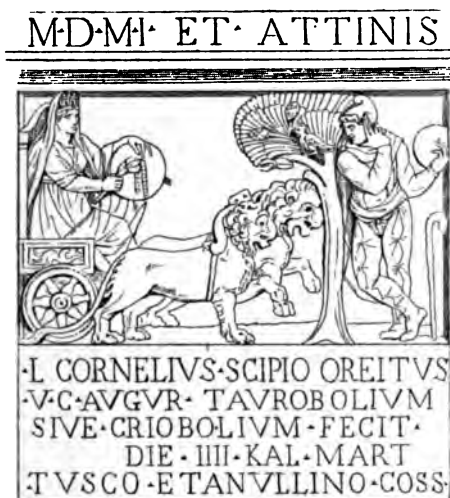 M·D·M·I· ET· ATTINIS
·L CORNELIVS·SCIPIO OREITVS
·V·C·AVGVR· TAVROBOLIVM
SIVE·CRIOBOLIVM·FECIT·
DIE· IIII·KAL·MART
·TVSCO·ETANVLLINO·COSS·